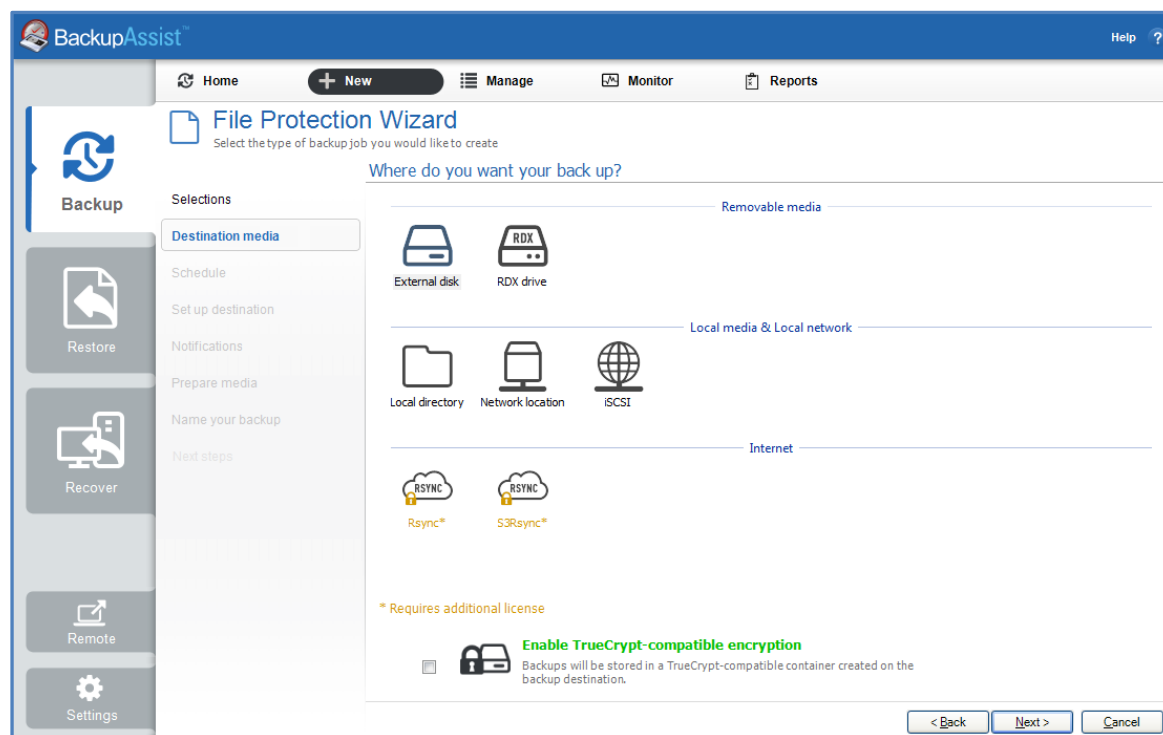 BackupAssist™
Help ?
Home
New
Manage
Monitor
Reports
File Protection Wizard
Select the type of backup job you would like to create
Where do you want your back up?
Backup
Restore
Recover
Remote
Settings
Selections
Destination media
Schedule
Set up destination
Notifications
Prepare media
Name your backup
Next steps
Removable media
RDX
External disk
RDX drive
Local media & Local network
Local directory
Network location
iSCSI
Internet
RSYNC
RSYNC
Rsync*
S3Rsync*
* Requires additional license
Enable TrueCrypt-compatible encryption
Backups will be stored in a TrueCrypt-compatible container created on the
backup destination.
< Back
Next >
Cancel